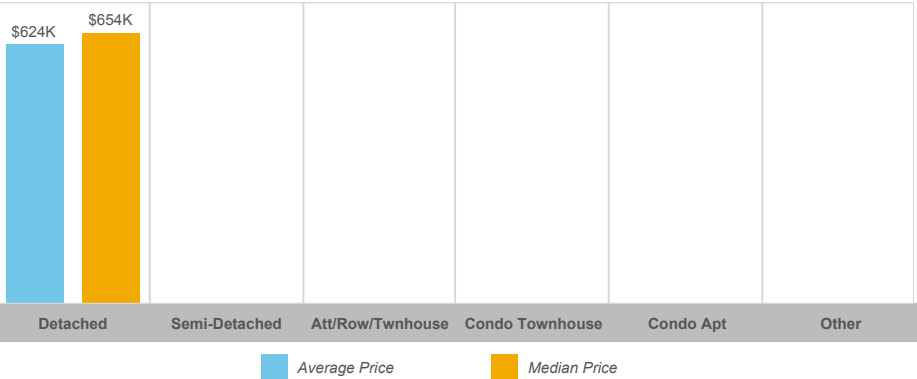 $624K
$654K
Detached Semi-Detached Att/Row/Twnhouse Condo Townhouse Condo Apt Other
Average Price Median Price